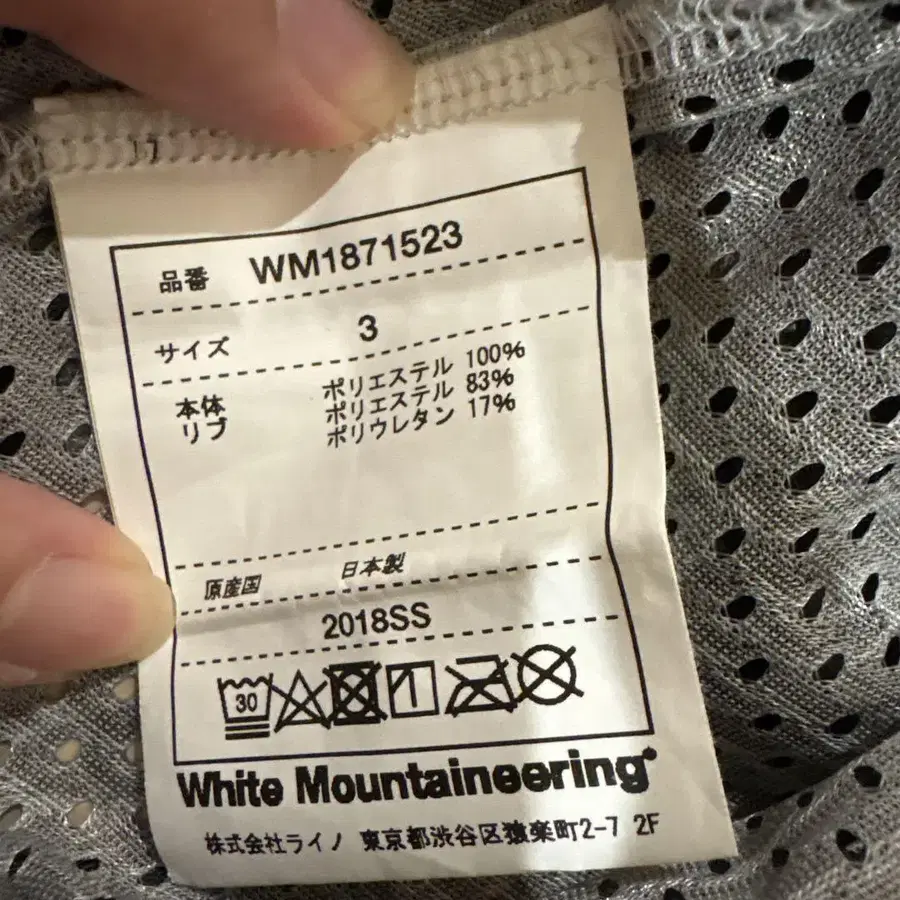 品番 WM1871523
サイズ 3
本体 ポリエステル 100%
リブ ポリエステル 83%
ポリウレタン 17%
原産国 日本製
2018SS
30
White Mountaineering®
株式会社ライノ 東京都渋谷区猿楽町2-7 2F